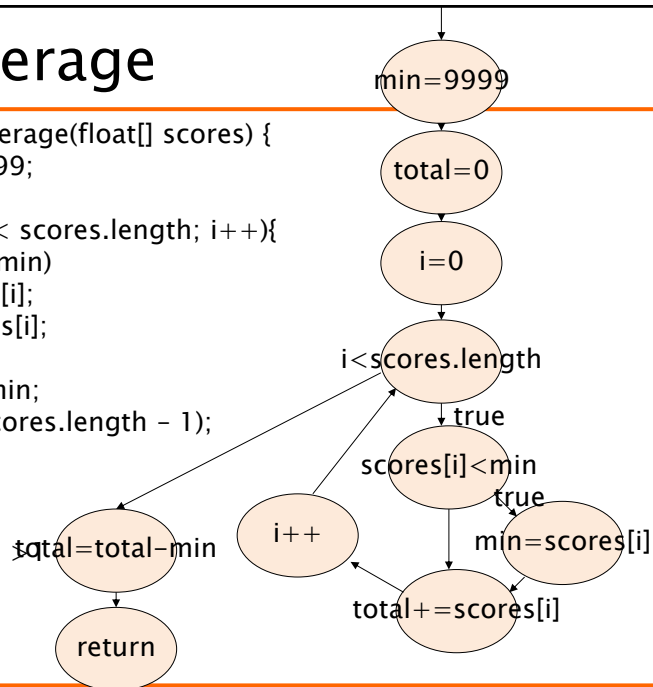 erage
erage(float[] scores) {
99;
< scores.length; i++){
min)
[i];
s[i];
min;
cores.length – 1);
min=9999
total=0
i=0
i<scores.length
true
scores[i]<min
true
min=scores[i]
i++
total+=scores[i]
total=total-min
return